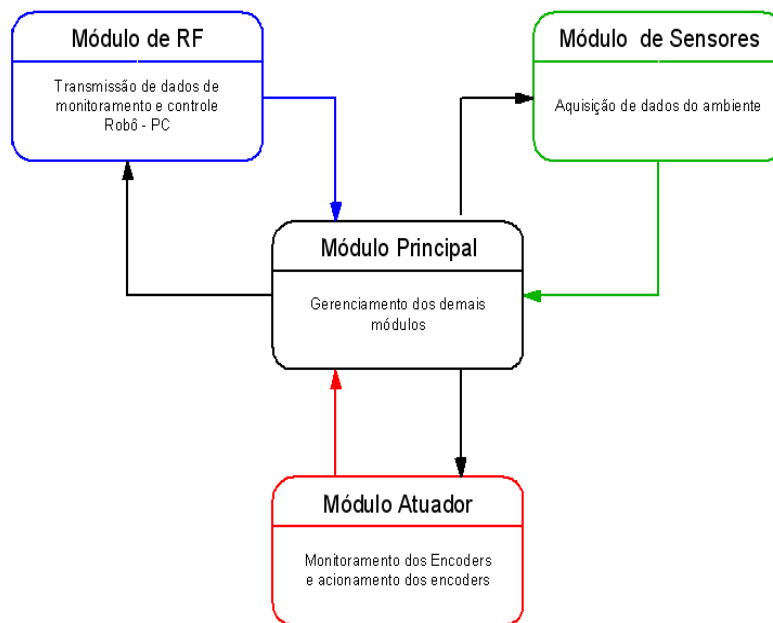 Módulo de RF
Transmissão de dados de
monitoramento e controle
Robô - PC
Módulo de Sensores
Aquisição de dados do ambiente
Módulo Principal
Gerenciamento dos demais
módulos
Módulo Atuador
Monitoramento dos Encoders
e acionamento dos encoders